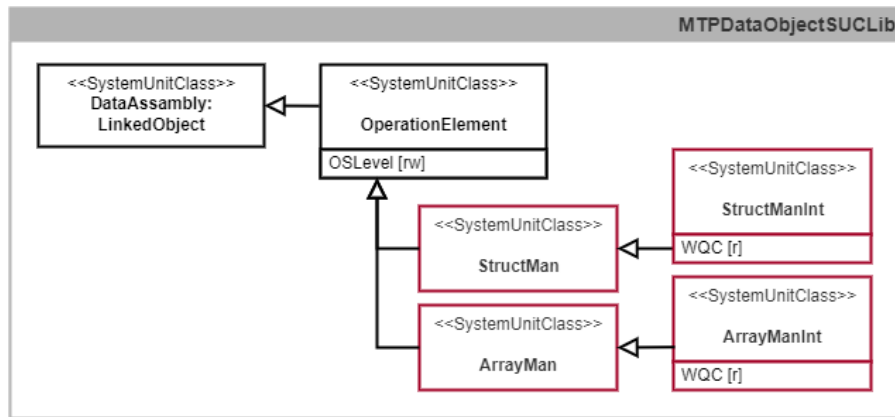 MTPDataObjectSUCLib
<<SystemUnitClass>>
DataAssambly:
LinkedObject
<<SystemUnitClass>>
OperationElement
OSLevel [rw]
<<SystemUnitClass>>
StructManInt
WQC [r]
<<SystemUnitClass>>
StructMan
<<SystemUnitClass>>
ArrayManInt
WQC [r]
<<SystemUnitClass>>
ArrayMan